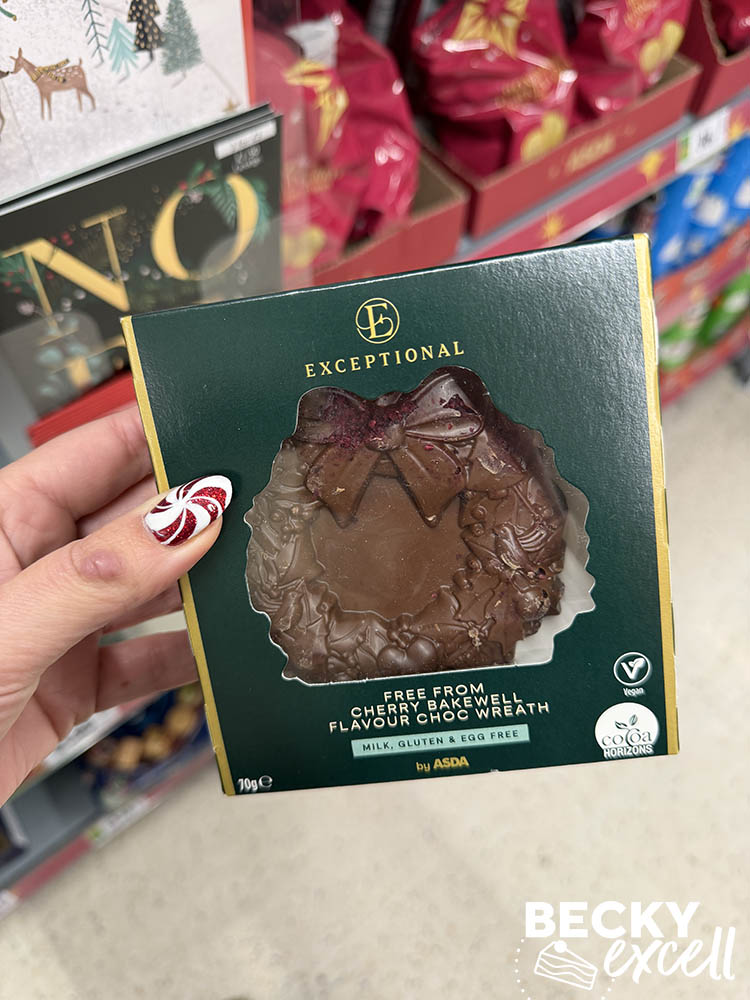 NO
E
EXCEPTIONAL
FREE FROM
CHERRY BAKEWELL
FLAVOUR CHOC WREATH
MILK, GLUTEN & EGG FREE
by ASDA
70g e
V
Vegan
cocoa
HORIZONS
BECKY
excell